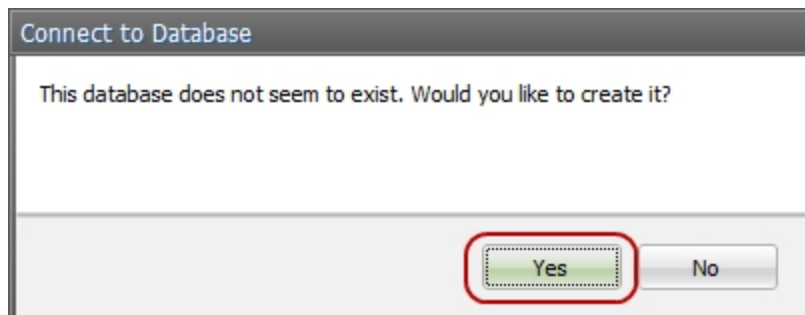 Connect to Database
This database does not seem to exist. Would you like to create it?
Yes
No